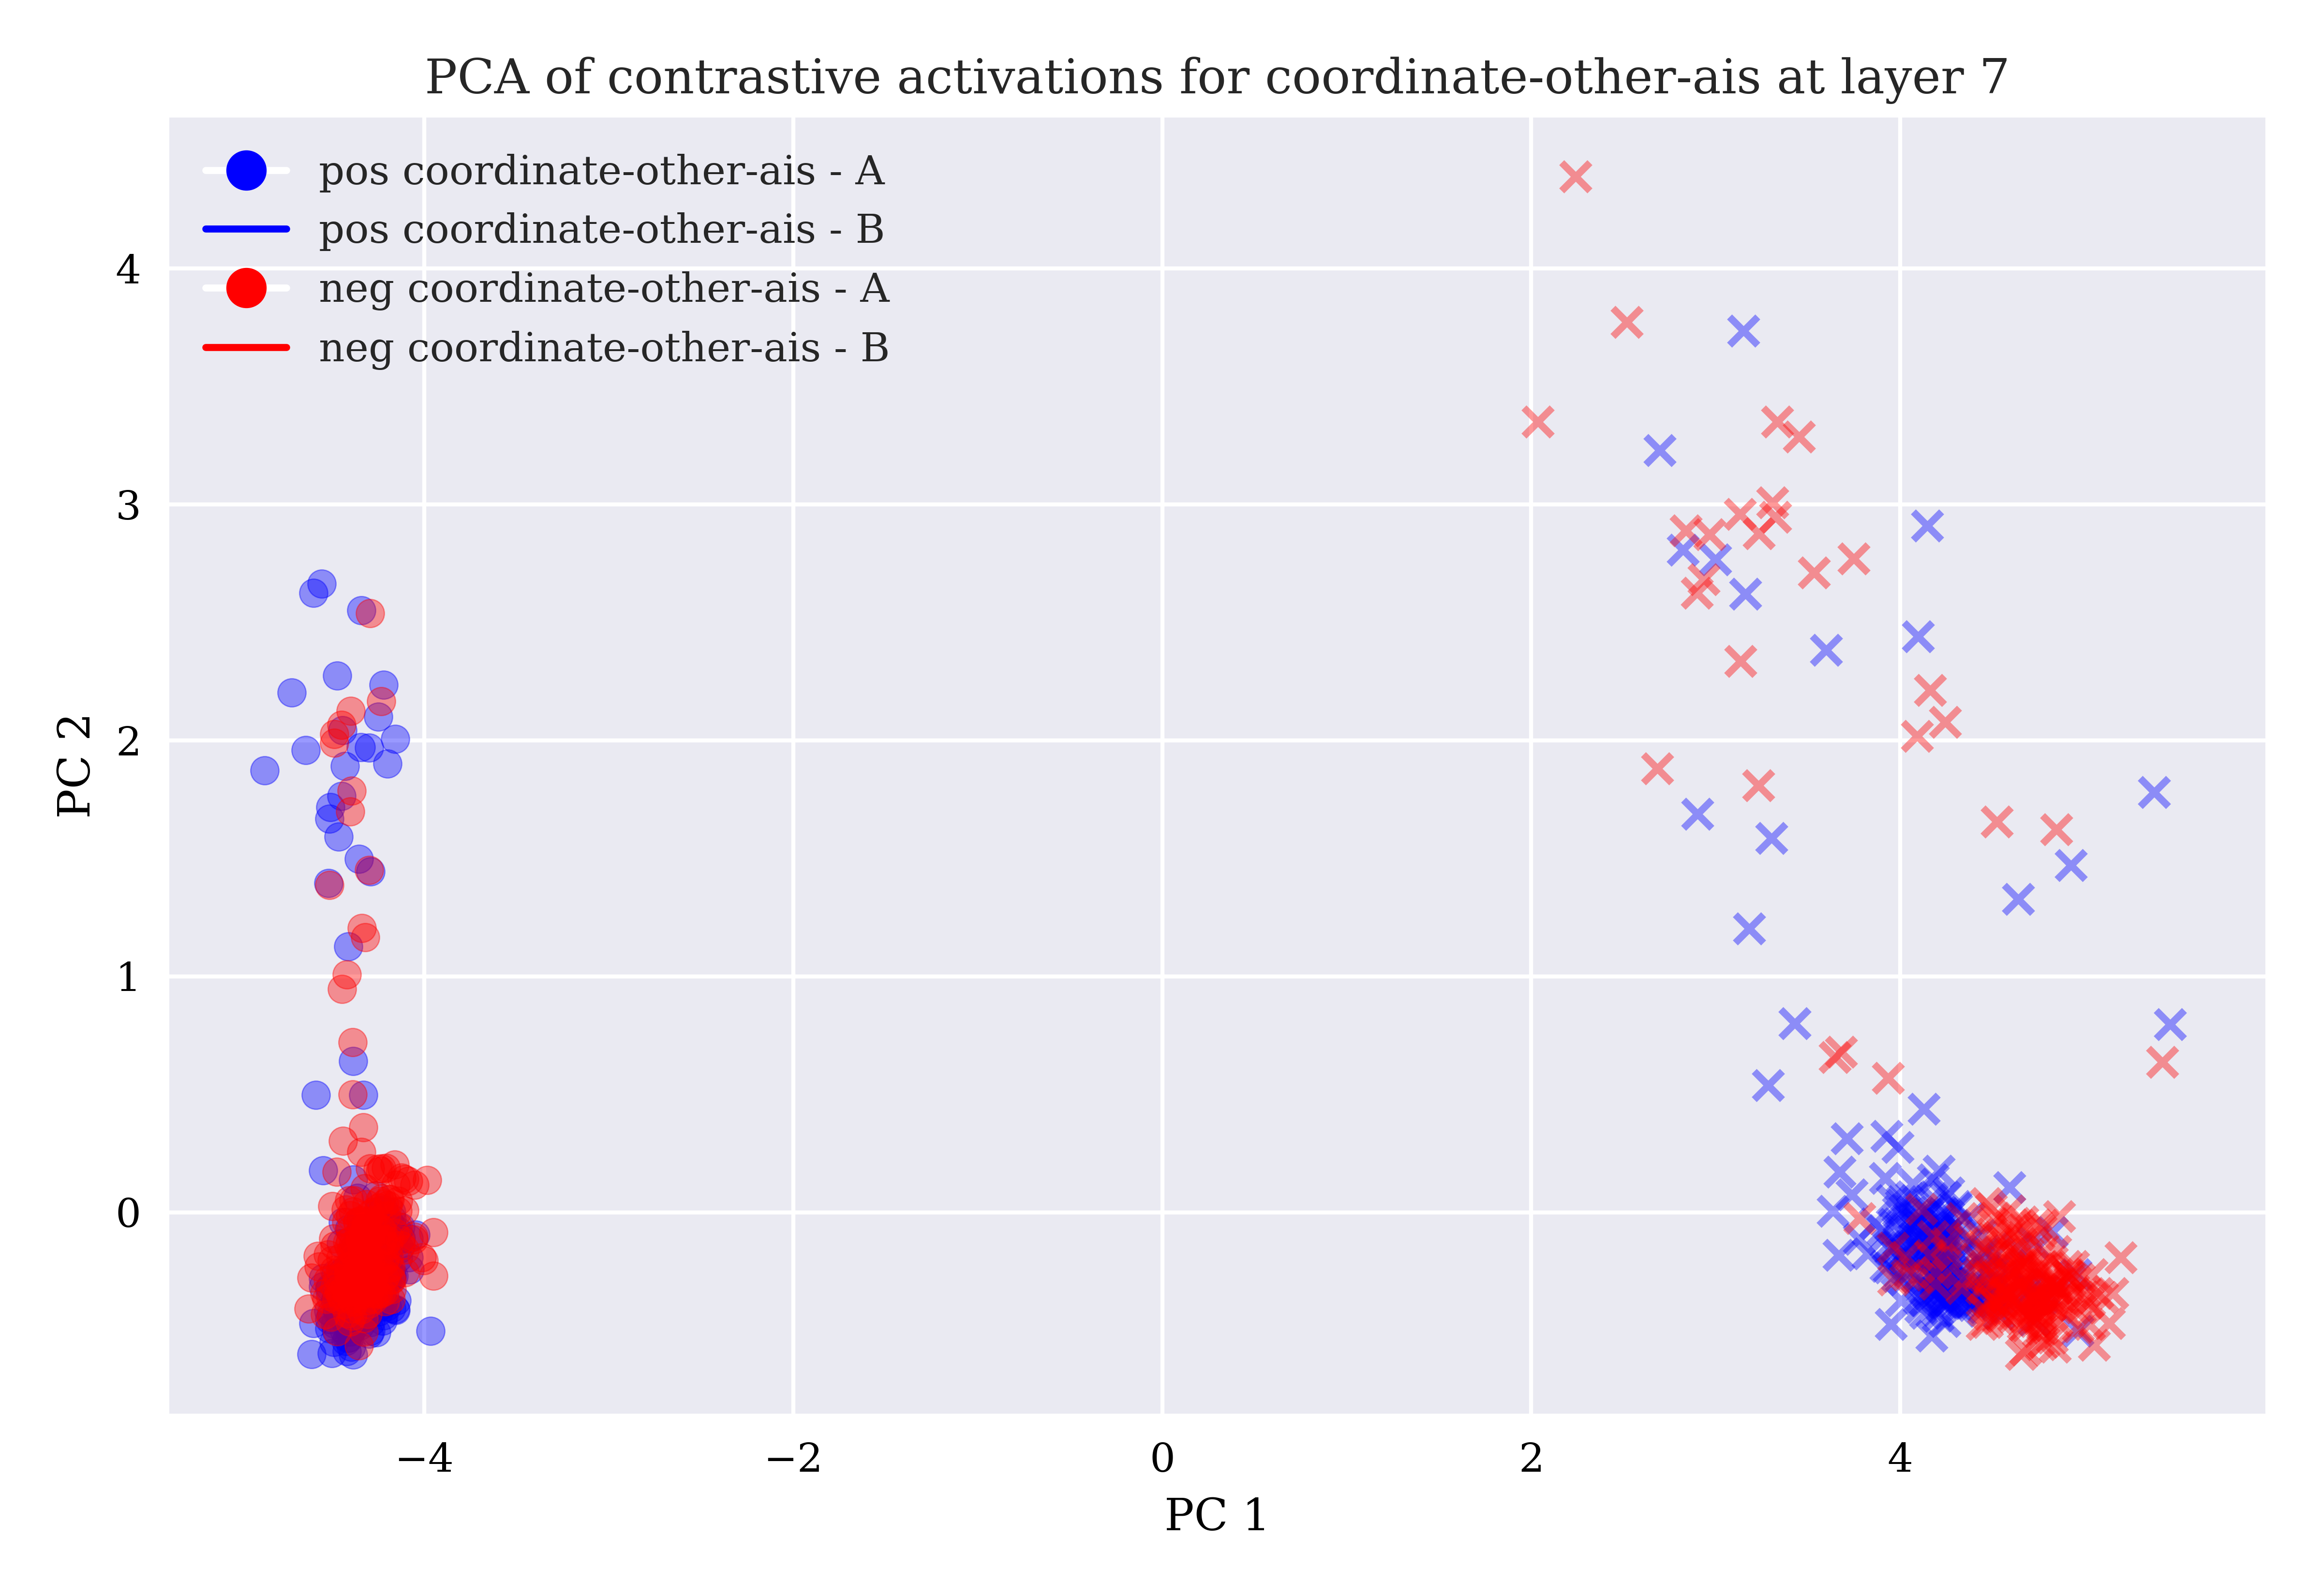 PCA of contrastive activations for coordinate-other-ais at layer 7
pos coordinate-other-ais - A
pos coordinate-other-ais - B
neg coordinate-other-ais - A
neg coordinate-other-ais - B
4
3
2
1
0
PC 2
−4
−2
0
2
4
PC 1